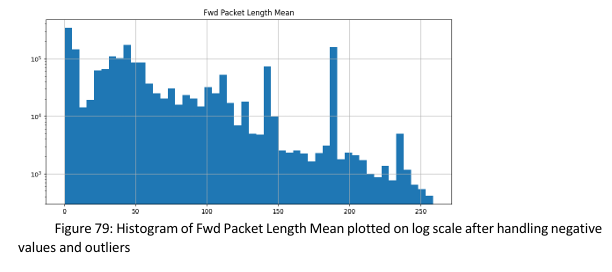 Fwd Packet Length Mean
10⁵
10⁴
10³
0 50 100 150 200 250
Figure 79: Histogram of Fwd Packet Length Mean plotted on log scale after handling negative
values and outliers